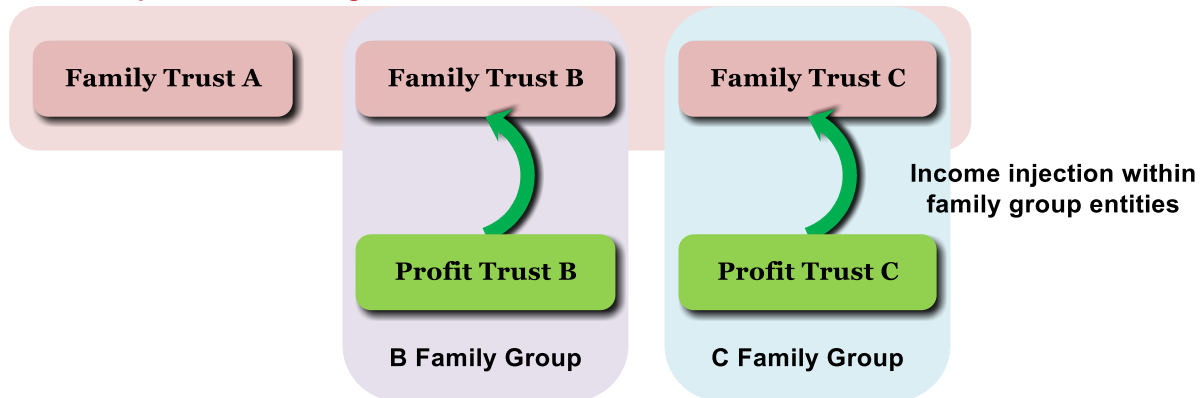 Family Trust A
Family Trust B
Family Trust C
Income injection within
family group entities
Profit Trust B
Profit Trust C
B Family Group
C Family Group